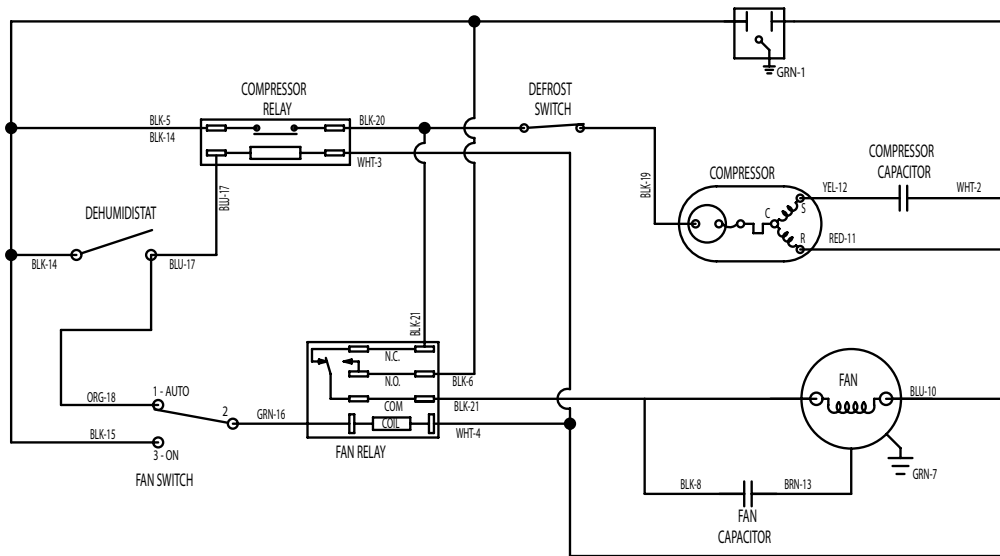 GRN-1
COMPRESSOR
RELAY
DEFROST
SWITCH
BLK-5
BLK-14
BLK-20
WHT-3
BLU-17
BLK-19
COMPRESSOR
COMPRESSOR
CAPACITOR
YEL-12
WHT-2
C
S
R
RED-11
DEHUMIDISTAT
BLK-14
BLU-17
BLK-21
N.C.
N.O.
BLK-6
COM
BLK-21
COIL
WHT-4
FAN RELAY
1 - AUTO
ORG-18
2
GRN-16
BLK-15
3 - ON
FAN SWITCH
FAN
BLU-10
GRN-7
BLK-8
BRN-13
FAN
CAPACITOR